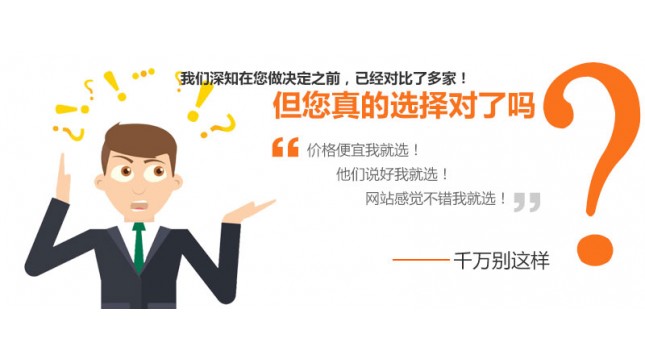 我们深知在您做决定之前，已经对比了多家！
但您真的选择对了吗
?
“ 价格便宜我就选！
他们说好我就选！
网站感觉不错我就选！ ”
——千万别这样